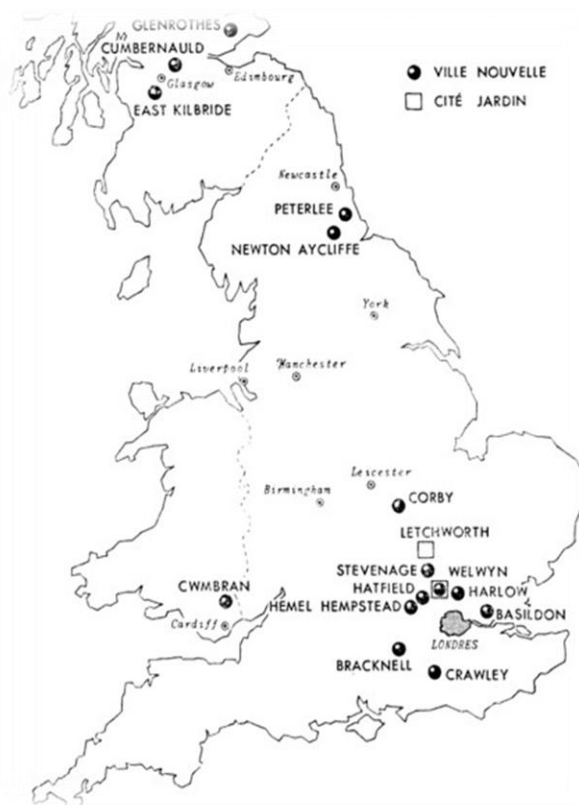 GLENROTHES
CUMBERNAULD
Glasgow
Edimbourg
EAST KILBRIDE
VILLE NOUVELLE
CITÉ JARDIN
Newcastle
PETERLEE
NEWTON AYCLIFFE
York
Liverpool
Manchester
Leicester
Birmingham
CORBY
LETCHWORTH
STEVENAGE
WELWYN
HATFIELD
HARLOW
HEMEL HEMPSTEAD
BASILDON
CWMBRAN
Cardiff
LONDRES
BRACKNELL
CRAWLEY